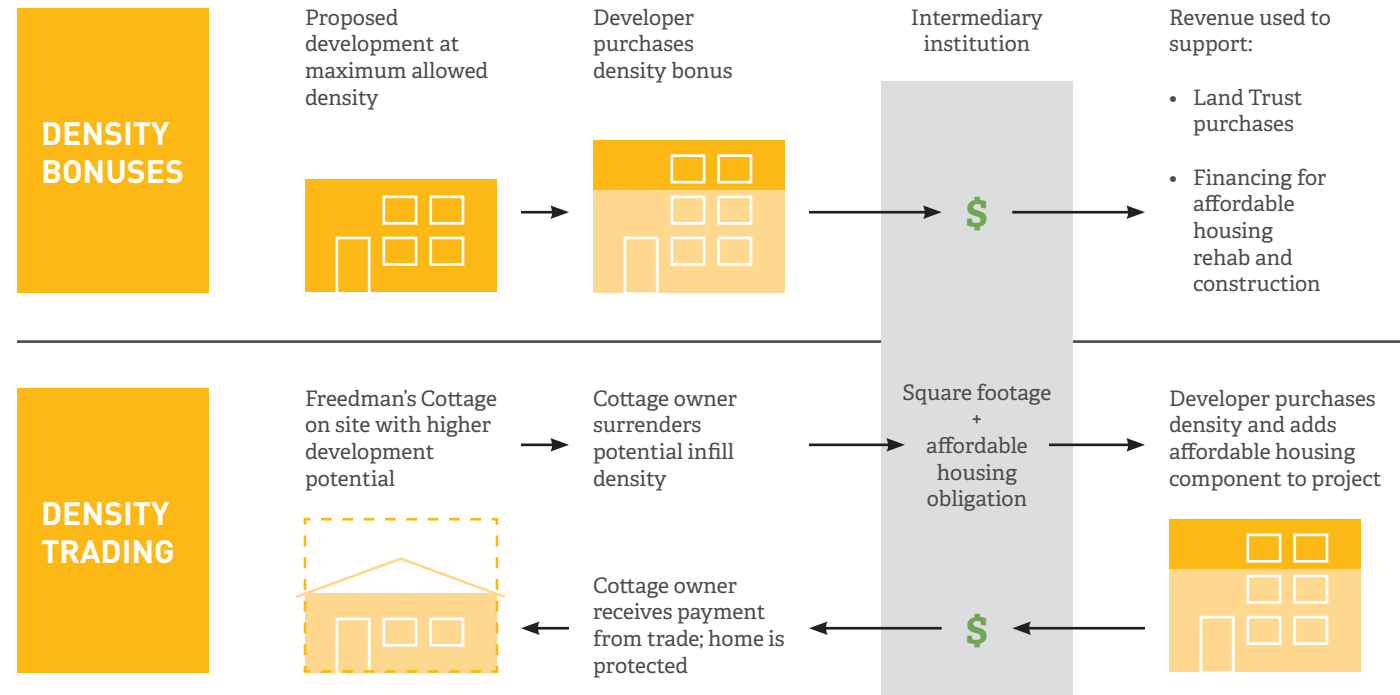 DENSITY
BONUSES
Proposed
development at
maximum allowed
density
Developer
purchases
density bonus
Intermediary
institution
$
Revenue used to
support:
• Land Trust
purchases
• Financing for
affordable
housing
rehab and
construction
DENSITY
TRADING
Freedman's Cottage
on site with higher
development
potential
Cottage owner
surrenders
potential infill
density
Square footage
+
affordable
housing
obligation
Developer purchases
density and adds
affordable housing
component to project
Cottage owner
receives payment
from trade; home is
protected
$